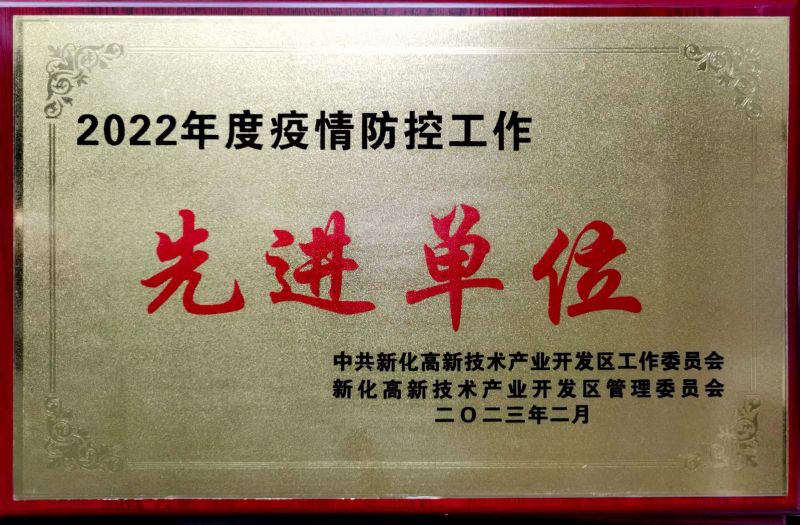 2022年度疫情防控工作
先进单位
中共新化高新技术产业开发区工作委员会
新化高新技术产业开发区管理委员会
二〇二三年二月